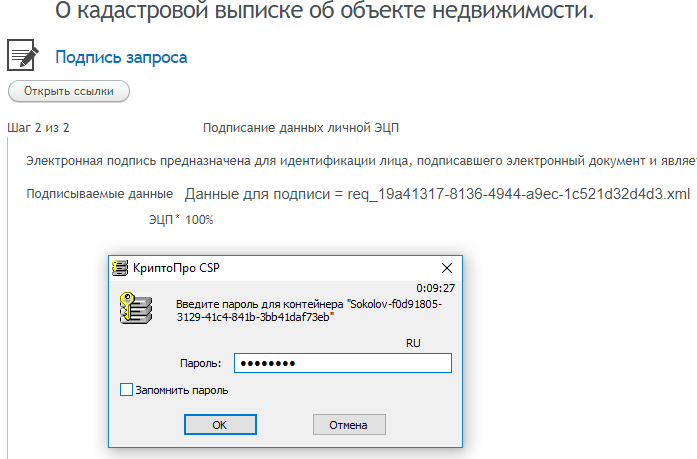 О кадастровой выписке об объекте недвижимости.
Подпись запроса
Открыть ссылки
Шаг 2 из 2 Подписание данных личной ЭЦП
Электронная подпись предназначена для идентификации лица, подписавшего электронный документ и являе
Подписываемые данные Данные для подписи = req_19a41317-8136-4944-a9ec-1c521d32d4d3.xml
ЭЦП* 100%
КриптоПро CSP
0:09:27
Введите пароль для контейнера "Sokolov-f0d91805-
3129-41c4-841b-3bb41daf73eb"
RU
Пароль: ●●●●●●●●
Запомнить пароль
OK Отмена